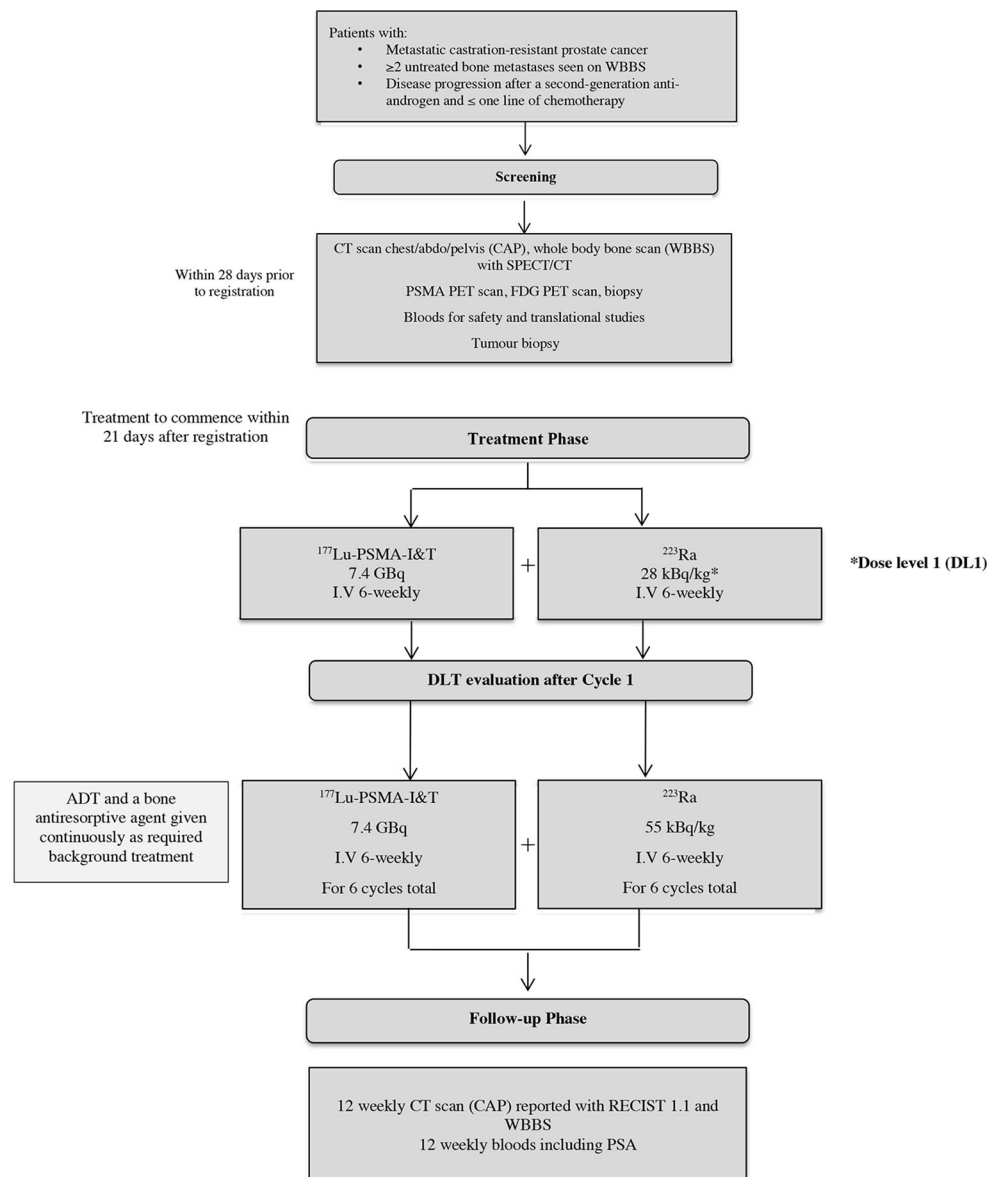 Patients with:
• Metastatic castration-resistant prostate cancer
• ≥2 untreated bone metastases seen on WBBS
• Disease progression after a second-generation anti-
androgen and ≤ one line of chemotherapy
Screening
Within 28 days prior
to registration
CT scan chest/abdo/pelvis (CAP), whole body bone scan (WBBS)
with SPECT/CT
PSMA PET scan, FDG PET scan, biopsy
Bloods for safety and translational studies
Tumour biopsy
Treatment to commence within
21 days after registration
Treatment Phase
¹⁷⁷Lu-PSMA-I&T
7.4 GBq
I.V 6-weekly
+
²²³Ra
28 kBq/kg*
I.V 6-weekly
*Dose level 1 (DL1)
DLT evaluation after Cycle 1
ADT and a bone
antiresorptive agent given
continuously as required
background treatment
¹⁷⁷Lu-PSMA-I&T
7.4 GBq
I.V 6-weekly
For 6 cycles total
+
²²³Ra
55 kBq/kg
I.V 6-weekly
For 6 cycles total
Follow-up Phase
12 weekly CT scan (CAP) reported with RECIST 1.1 and
WBBS
12 weekly bloods including PSA